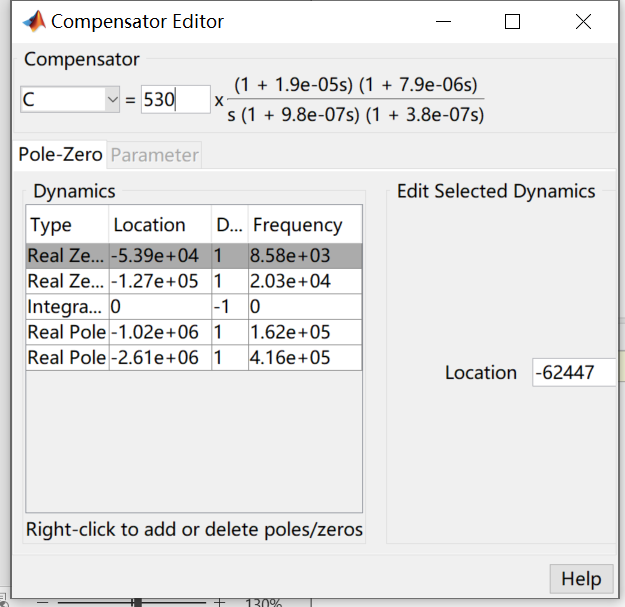 Compensator Editor
Compensator
C = 530 x (1 + 1.9e-05s) (1 + 7.9e-06s)
s (1 + 9.8e-07s) (1 + 3.8e-07s)
Pole-Zero Parameter
Dynamics
Edit Selected Dynamics
Type Location D... Frequency
Real Ze... -5.39e+04 1 8.58e+03
Real Ze... -1.27e+05 1 2.03e+04
Integra... 0 -1 0
Real Pole -1.02e+06 1 1.62e+05
Real Pole -2.61e+06 1 4.16e+05
Location -62447
Right-click to add or delete poles/zeros
Help
130%